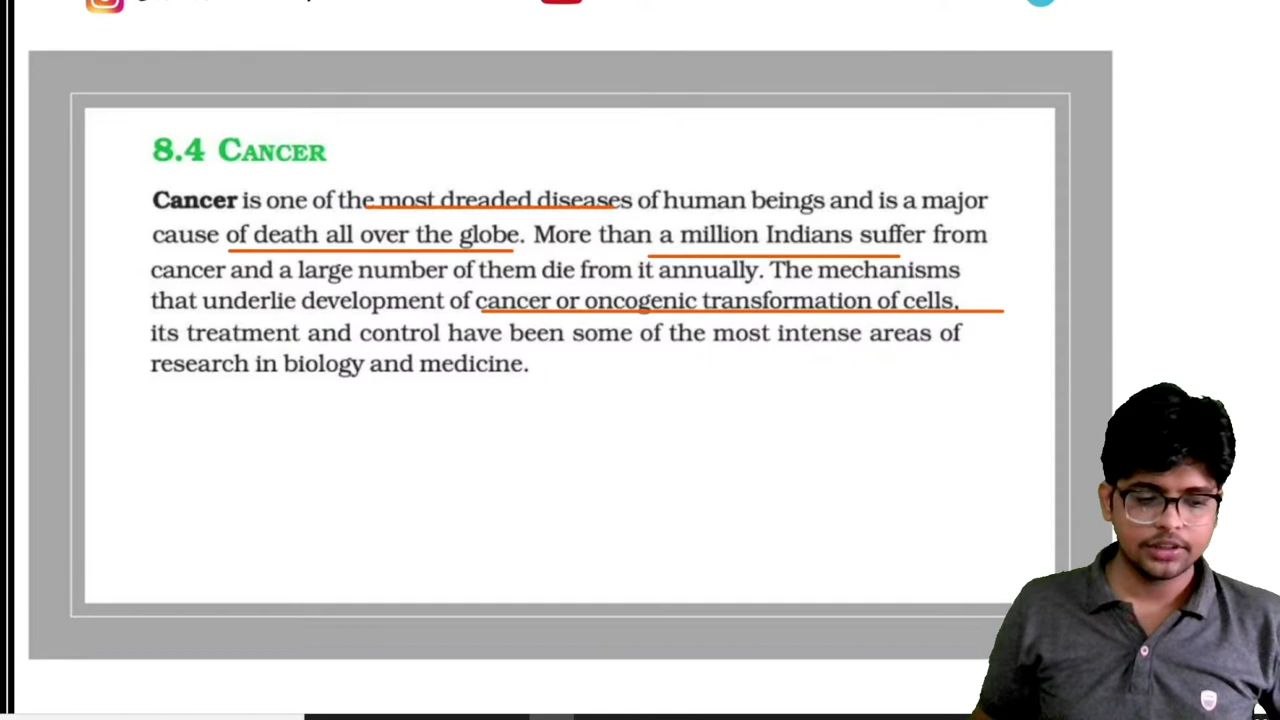 8.4 CANCER
Cancer is one of the most dreaded diseases of human beings and is a major
cause of death all over the globe. More than a million Indians suffer from
cancer and a large number of them die from it annually. The mechanisms
that underlie development of cancer or oncogenic transformation of cells,
its treatment and control have been some of the most intense areas of
research in biology and medicine.